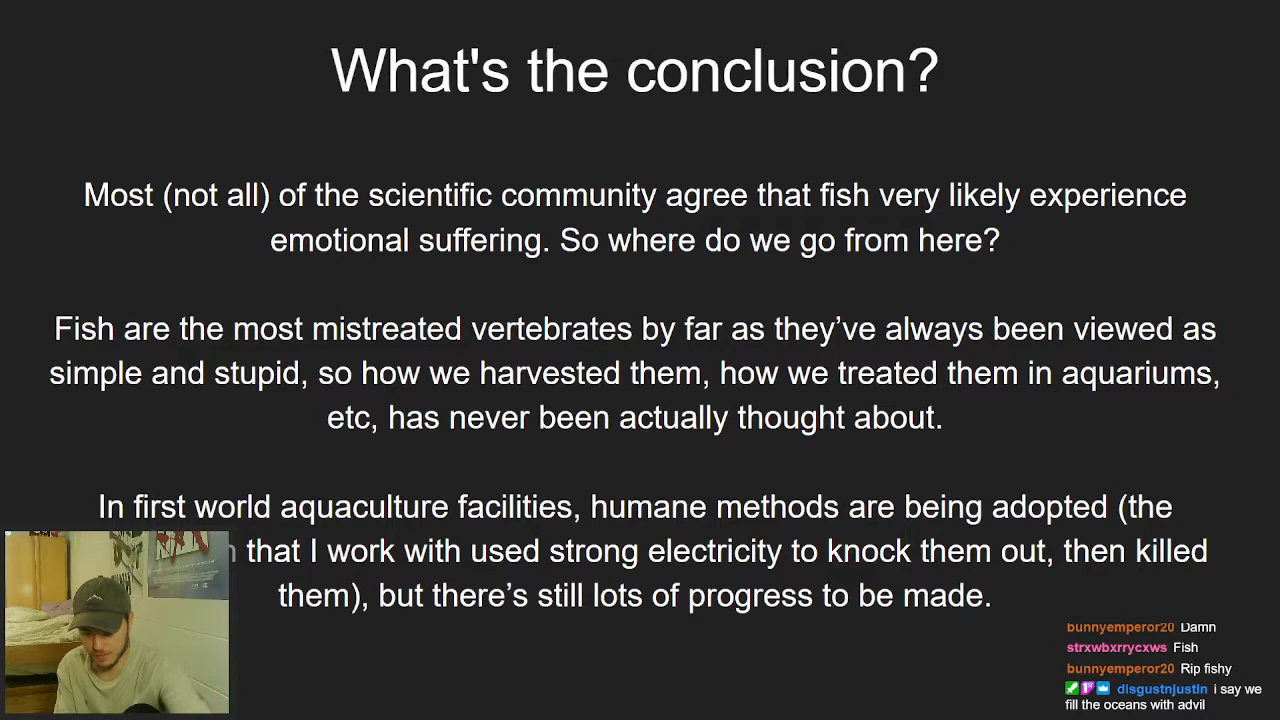 What's the conclusion?
Most (not all) of the scientific community agree that fish very likely experience
emotional suffering. So where do we go from here?
Fish are the most mistreated vertebrates by far as they’ve always been viewed as
simple and stupid, so how we harvested them, how we treated them in aquariums,
etc, has never been actually thought about.
In first world aquaculture facilities, humane methods are being adopted (the
that I work with used strong electricity to knock them out, then killed
them), but there’s still lots of progress to be made.
bunnyemperor20 Damn
strxwbxrrycxws Fish
bunnyemperor20 Rip fishy
disgustnjustin i say we
fill the oceans with advil